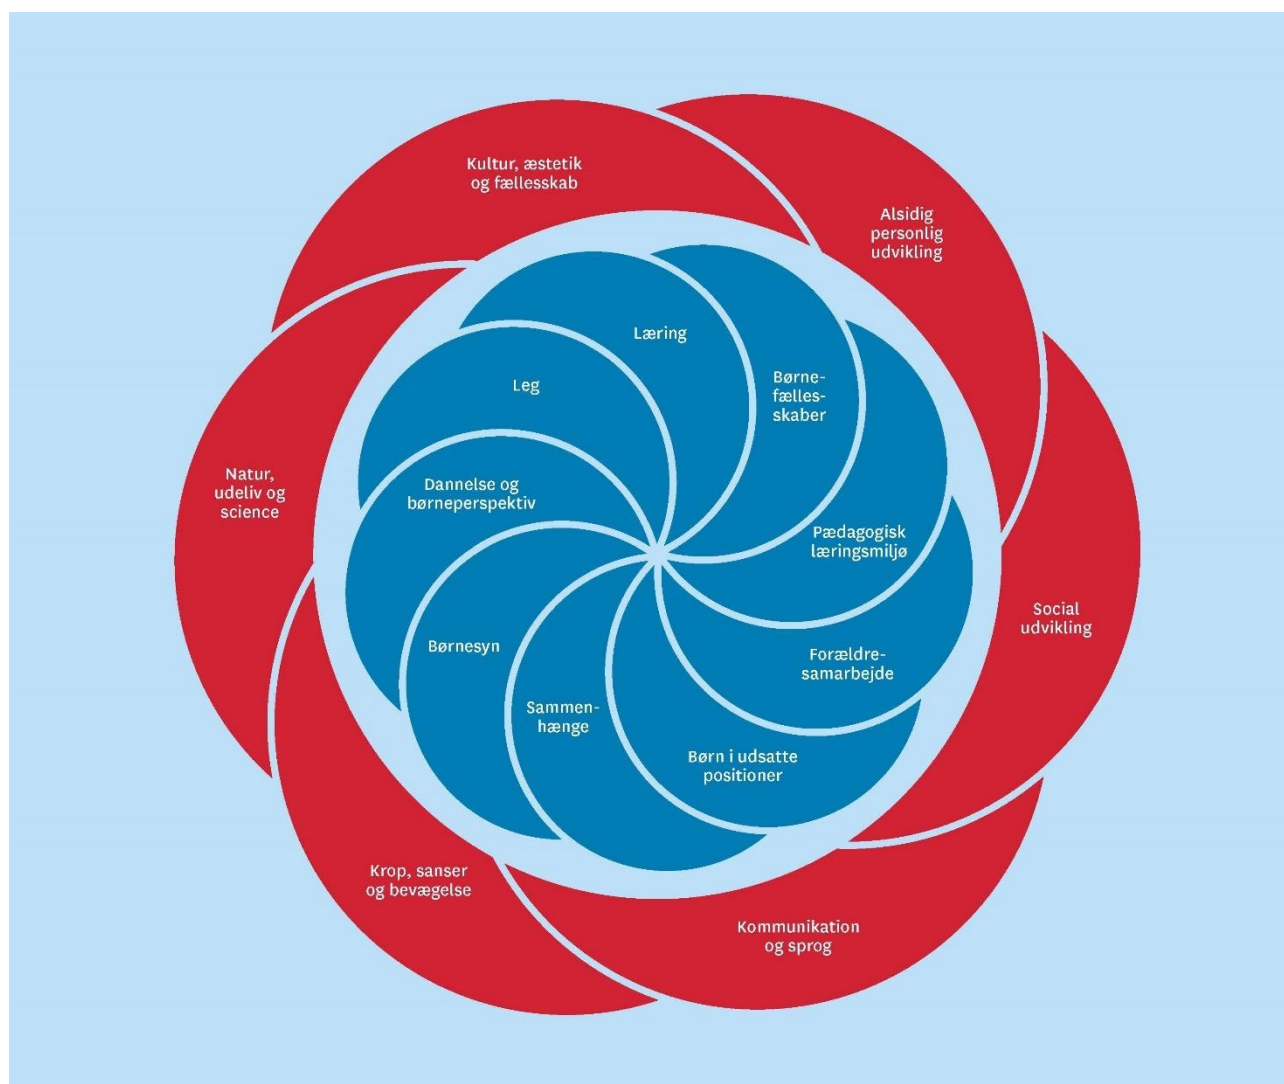 Kultur, æstetik
og fællesskab
Alsidig
personlig
udvikling
Læring
Børne-
fælles-
skaber
Leg
Natur,
udeliv og
science
Dannelse og
børneperspektiv
Pædagogisk
læringsmiljø
Social
udvikling
Børnesyn
Forældre-
samarbejde
Sammen-
hænge
Børn i udsatte
positioner
Krop, sanser
og bevægelse
Kommunikation
og sprog